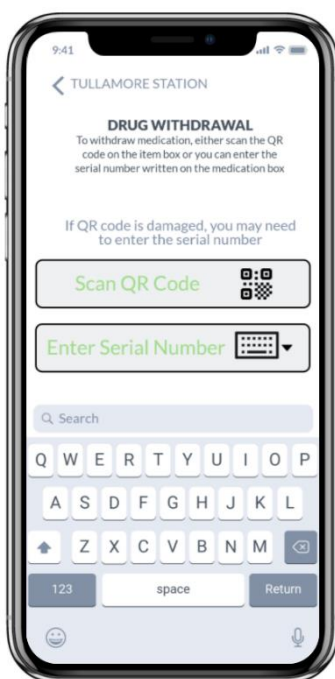 9:41
TULLAMORE STATION
DRUG WITHDRAWAL
To withdraw medication, either scan the QR
code on the item box or you can enter the
serial number written on the medication box
If QR code is damaged, you may need
to enter the serial number
Scan QR Code
Enter Serial Number
Search
Q W E R T Y U I O P
A S D F G H J K L
Z X C V B N M
123 space Return